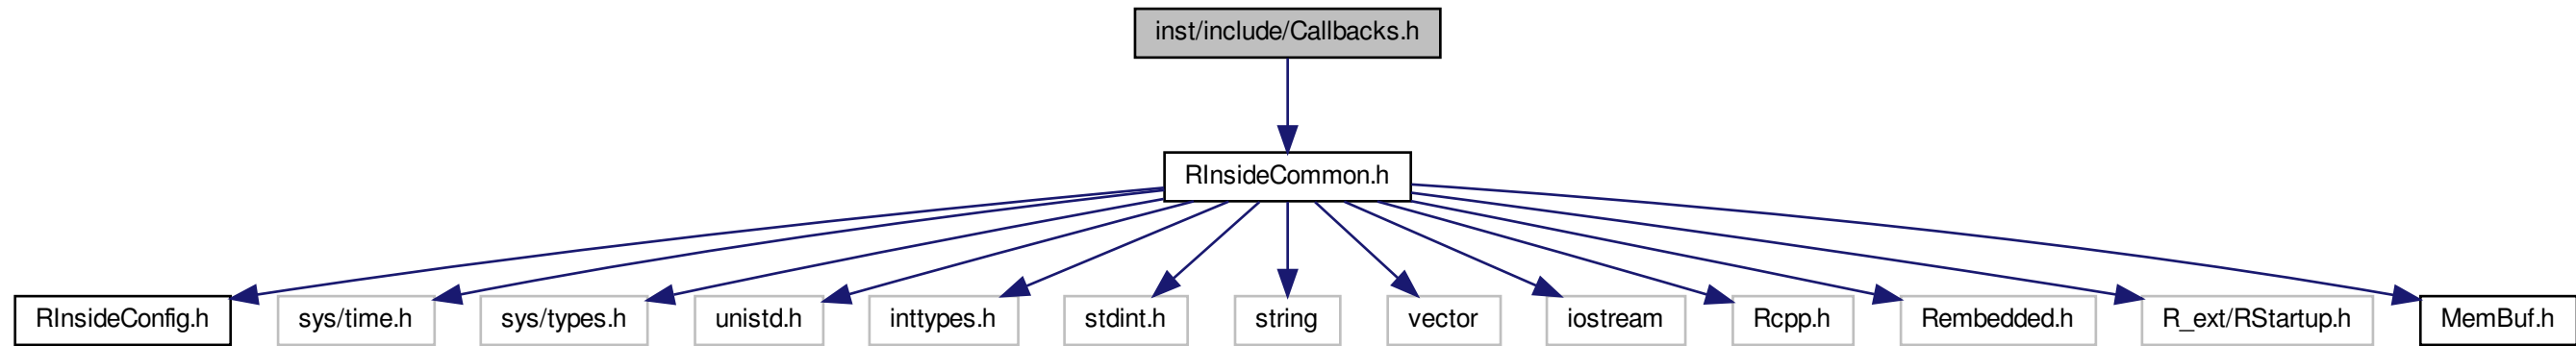 inst/include/Callbacks.h
RInsideCommon.h
RInsideConfig.h
sys/time.h
sys/types.h
unistd.h
inttypes.h
stdint.h
string
vector
iostream
Rcpp.h
Rembedded.h
R_ext/RStartup.h
MemBuf.h